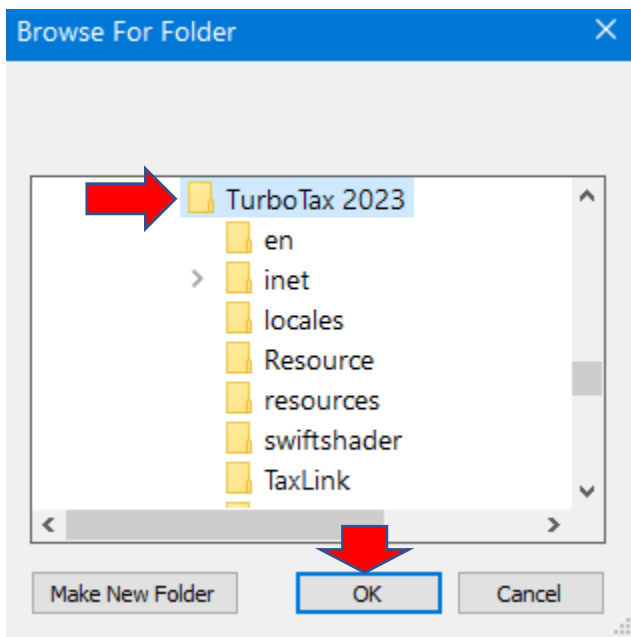 Browse For Folder
TurboTax 2023
en
inet
locales
Resource
resources
swiftshader
TaxLink
Make New Folder
OK
Cancel